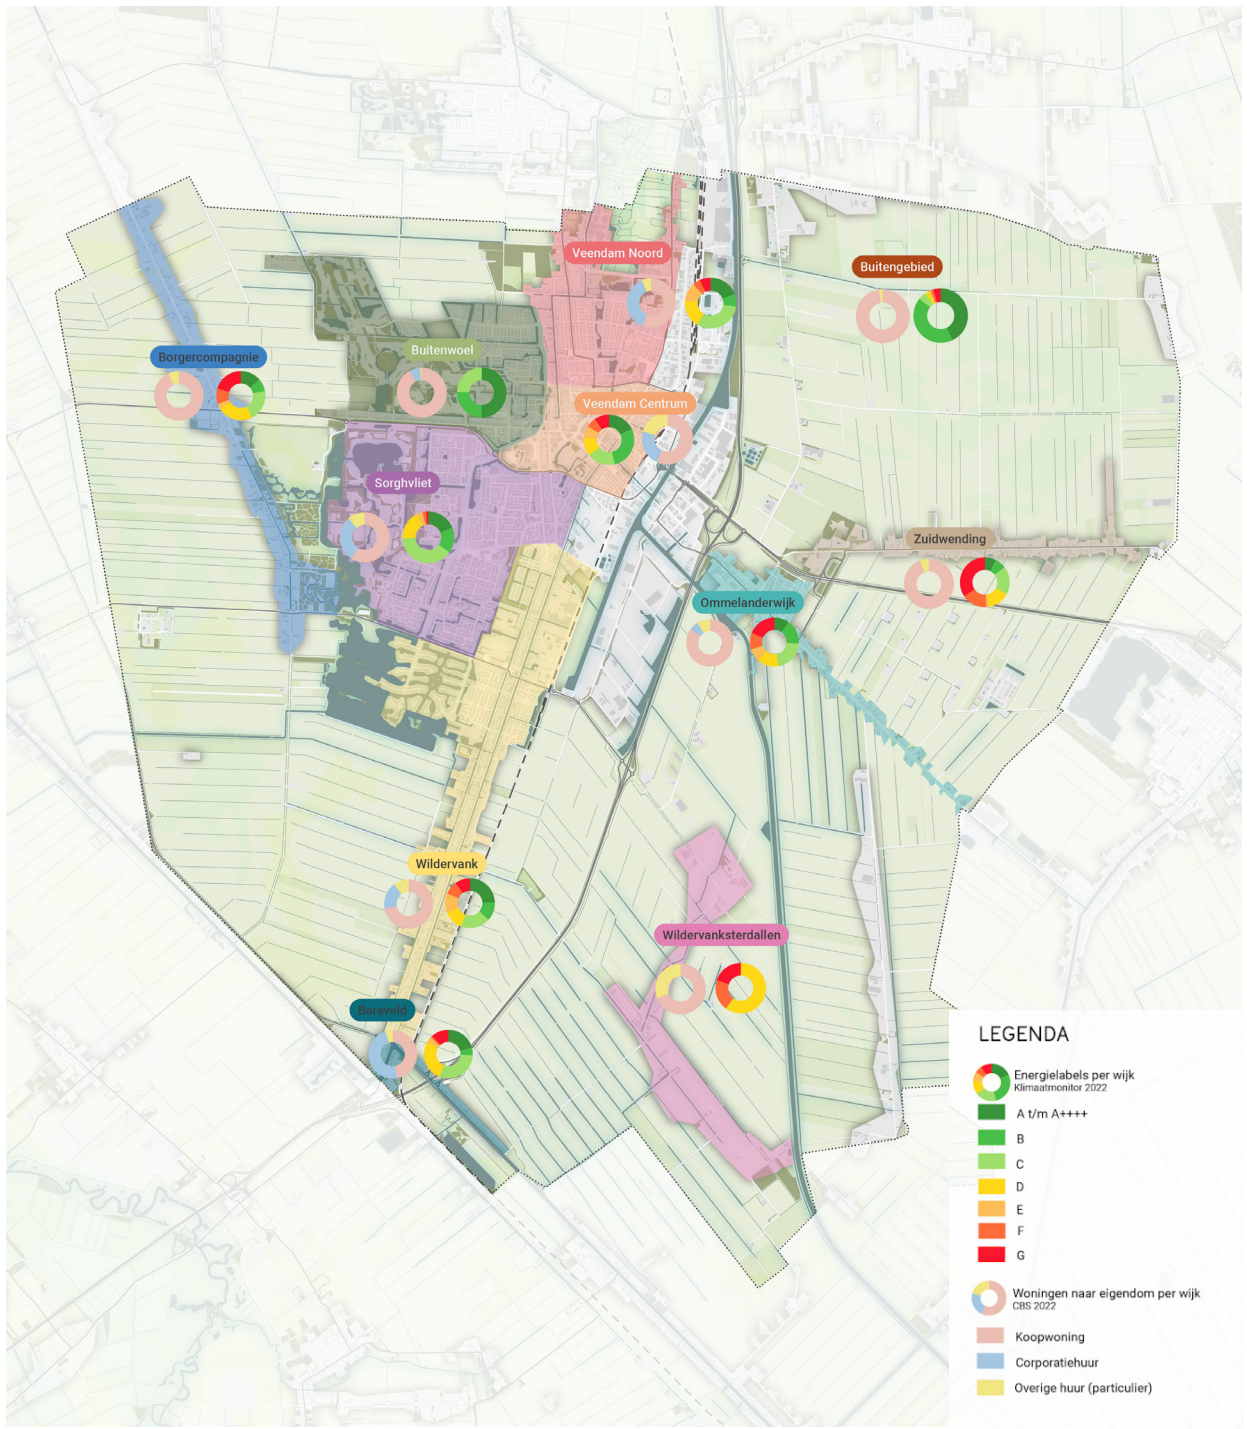 Veendam Noord
Buitengebied
Borgercompagnie
Buitenwoel
Veendam Centrum
Sorghvliet
Zuidwending
Ommelanderwijk
Wildervank
Wildervanksterdallen
Bareveld
LEGENDA
Energielabels per wijk
Klimaatmonitor 2022
A t/m A++++
B
C
D
E
F
G
Woningen naar eigendom per wijk
CBS 2022
Koopwoning
Corporatiehuur
Overige huur (particulier)